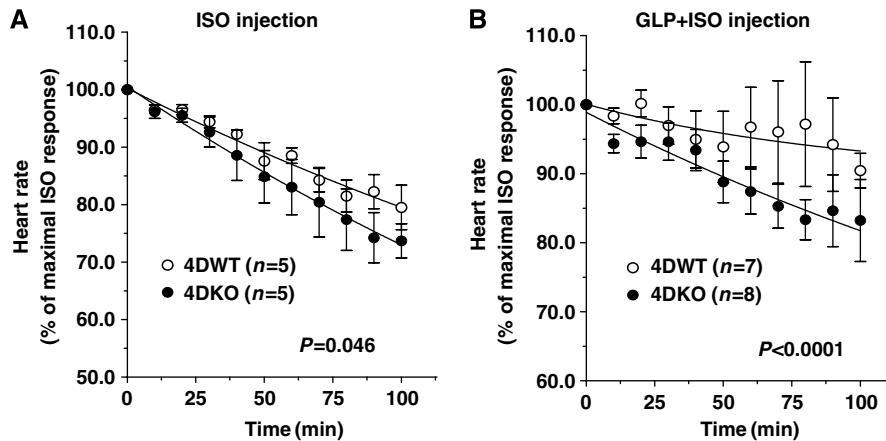 A
ISO injection
Heart rate
(% of maximal ISO response)
110.0
100.0
90.0
80.0
70.0
60.0
50.0
4DWT (n=5)
4DKO (n=5)
P=0.046
0
25
50
75
100
Time (min)
B
GLP+ISO injection
Heart rate
(% of maximal ISO response)
110.0
100.0
90.0
80.0
70.0
60.0
4DWT (n=7)
4DKO (n=8)
P<0.0001
0
25
50
75
100
Time (min)